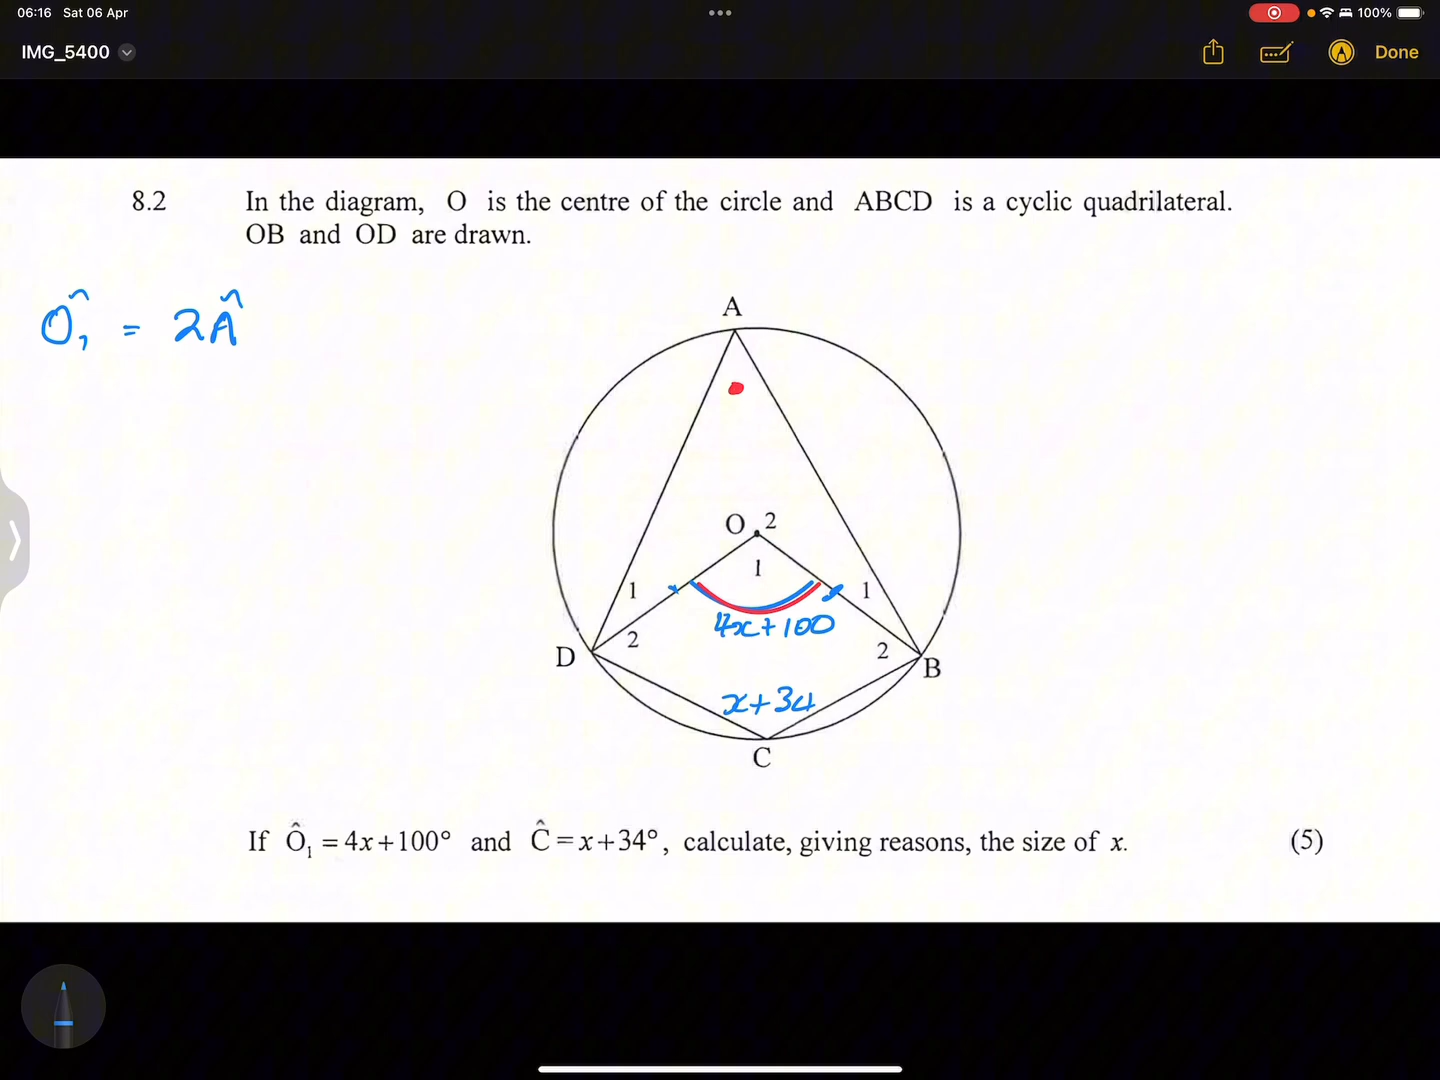 06:16 Sat 06 Apr
100%
IMG_5400
Done
8.2 In the diagram, O is the centre of the circle and ABCD is a cyclic quadrilateral.
OB and OD are drawn.
Ô₁ = 2Â
A
O 2
1
1
1
4x+100
2
2
D
B
x+34
C
If Ô₁ = 4x+100° and Ĉ = x+34°, calculate, giving reasons, the size of x. (5)